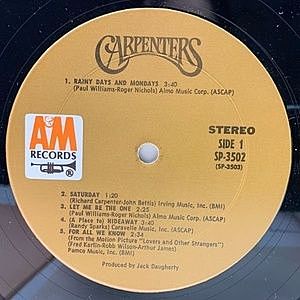 CARPENTERS
1. RAINY DAYS AND MONDAYS 3:40
(Paul Williams-Roger Nichols) Almo Music Corp. (ASCAP)
A&M
RECORDS
®
STEREO
SIDE 1
SP-3502
(SP-3503)
2. SATURDAY 1:20
(Richard Carpenter-John Bettis) Irving Music, Inc. (BMI)
3. LET ME BE THE ONE 2:25
(Paul Williams-Roger Nichols) Almo Music Corp. (ASCAP)
4. (A Place to) HIDEAWAY 3:40
(Randy Sparks) Caravelle Music, Inc. (ASCAP)
5. FOR ALL WE KNOW 2:34
(From the Motion Picture "Lovers and Other Strangers")
(Fred Karlin-Robb Wilson-Arthur James)
Pamco Music, Inc. (BMI)
Produced by Jack Daugherty